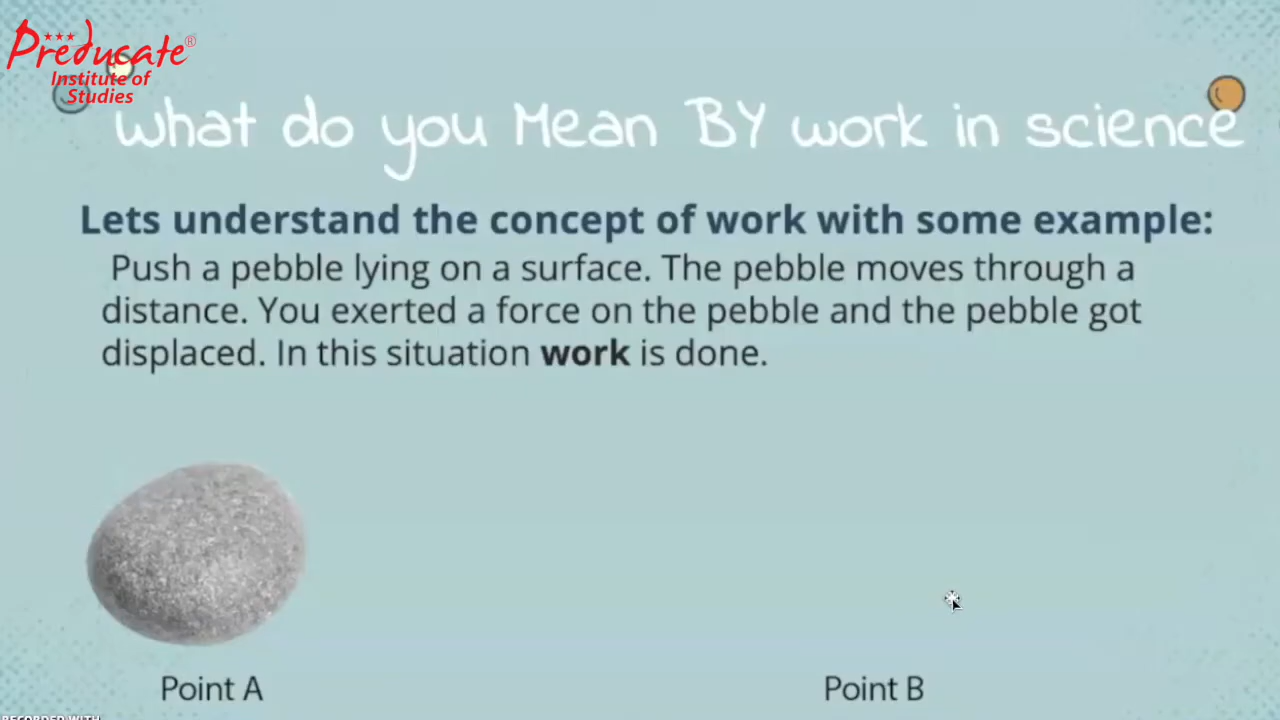 Preducate®
Institute of
Studies
What do you Mean BY work in science
Lets understand the concept of work with some example:
Push a pebble lying on a surface. The pebble moves through a
distance. You exerted a force on the pebble and the pebble got
displaced. In this situation work is done.
Point A
Point B
RECORDED WITH